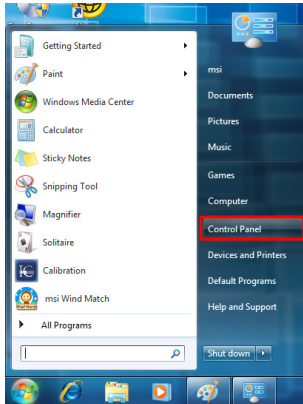 Getting Started
Paint
Windows Media Center
Calculator
Sticky Notes
Snipping Tool
Magnifier
Solitaire
Calibration
msi Wind Match
All Programs
msi
Documents
Pictures
Music
Games
Computer
Control Panel
Devices and Printers
Default Programs
Help and Support
Shut down